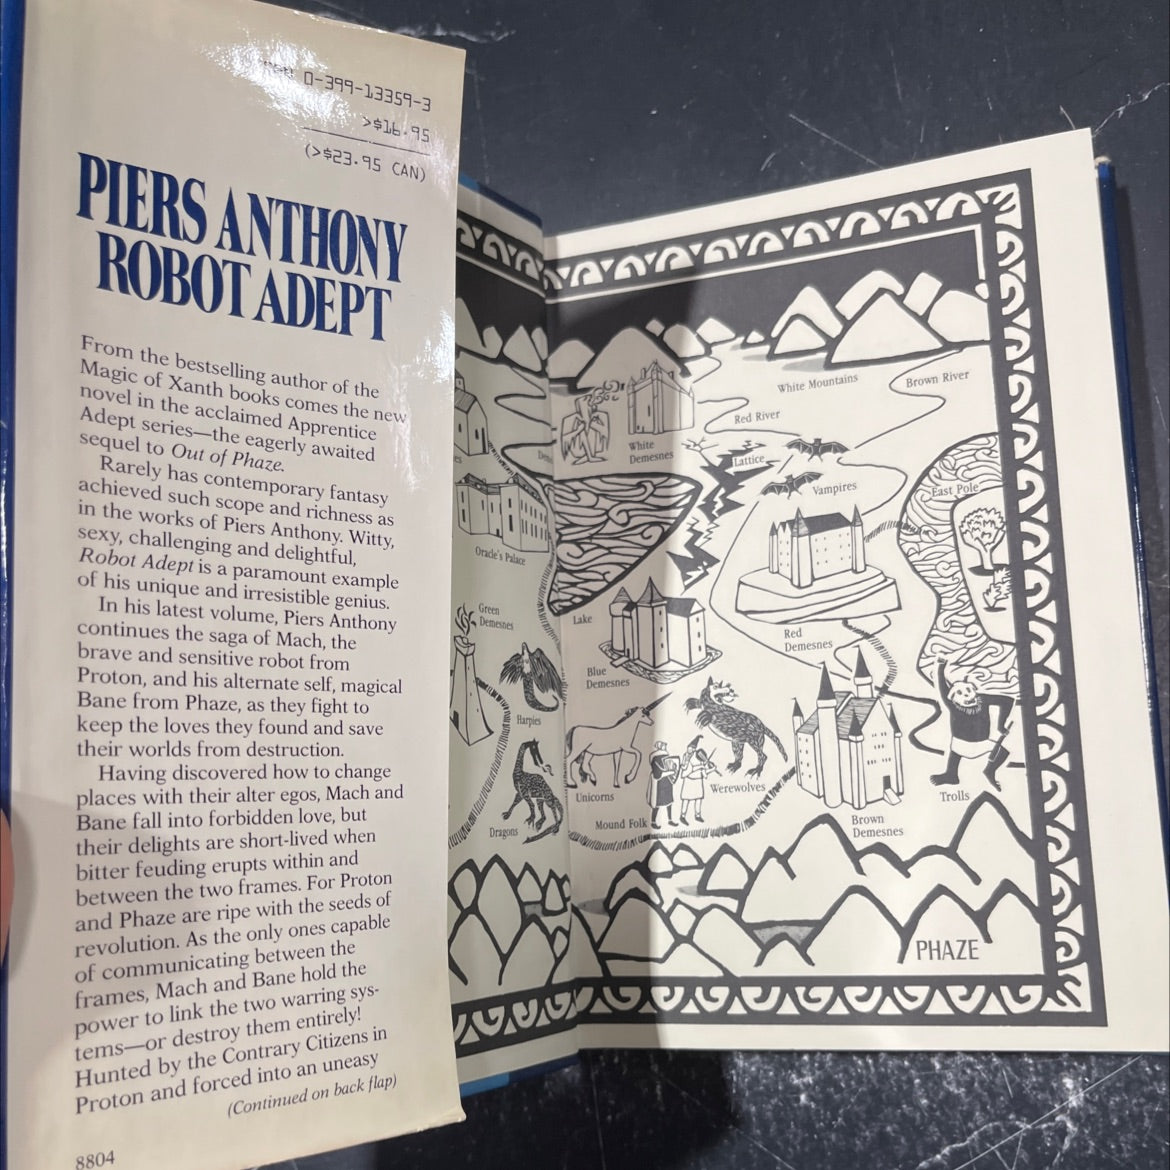 0-399-13359-3
>$16.95
(>$23.95 CAN)
PIERS ANTHONY
ROBOT ADEPT
From the bestselling author of the
Magic of Xanth books comes the new
novel in the acclaimed Apprentice
Adept series—the eagerly awaited
sequel to Out of Phaze.
Rarely has contemporary fantasy
achieved such scope and richness as
in the works of Piers Anthony. Witty,
sexy, challenging and delightful,
Robot Adept is a paramount example
of his unique and irresistible genius.
In his latest volume, Piers Anthony
continues the saga of Mach, the
brave and sensitive robot from
Proton, and his alternate self, magical
Bane from Phaze, as they fight to
keep the loves they found and save
their worlds from destruction.
Having discovered how to change
places with their alter egos, Mach and
Bane fall into forbidden love, but
their delights are short-lived when
bitter feuding erupts within and
between the two frames. For Proton
and Phaze are ripe with the seeds of
revolution. As the only ones capable
of communicating between the
frames, Mach and Bane hold the
power to link the two warring sys-
tems—or destroy them entirely!
Hunted by the Contrary Citizens in
Proton and forced into an uneasy
(Continued on back flap)
8804
White Mountains
Brown River
Red River
White
Demesnes
Lattice
Vampires
East Pole
Oracle's Palace
Green
Demesnes
Lake
Red
Demesnes
Blue
Demesnes
Harpies
Unicorns
Werewolves
Trolls
Mound Folk
Dragons
Brown
Demesnes
PHAZE